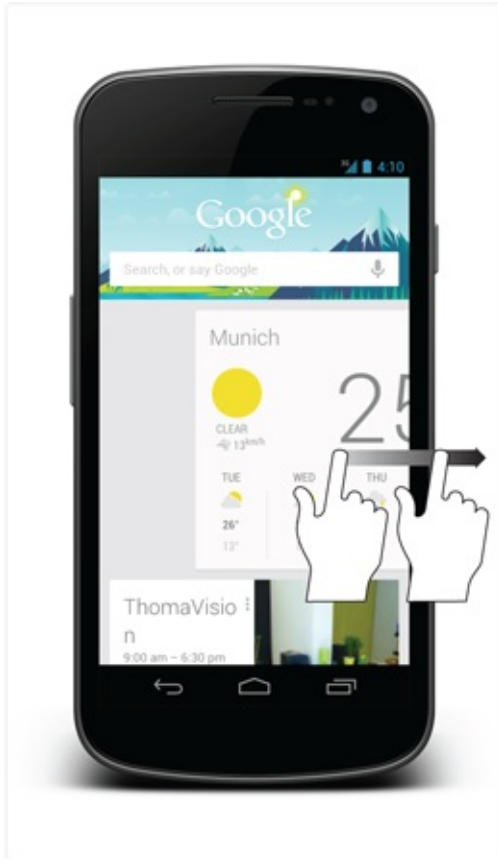 3G 4:10
Google
Search, or say Google
Munich
25
CLEAR
13km/h
TUE WED THU
26°
13°
ThomaVisio
n
9:00 am – 6:30 pm